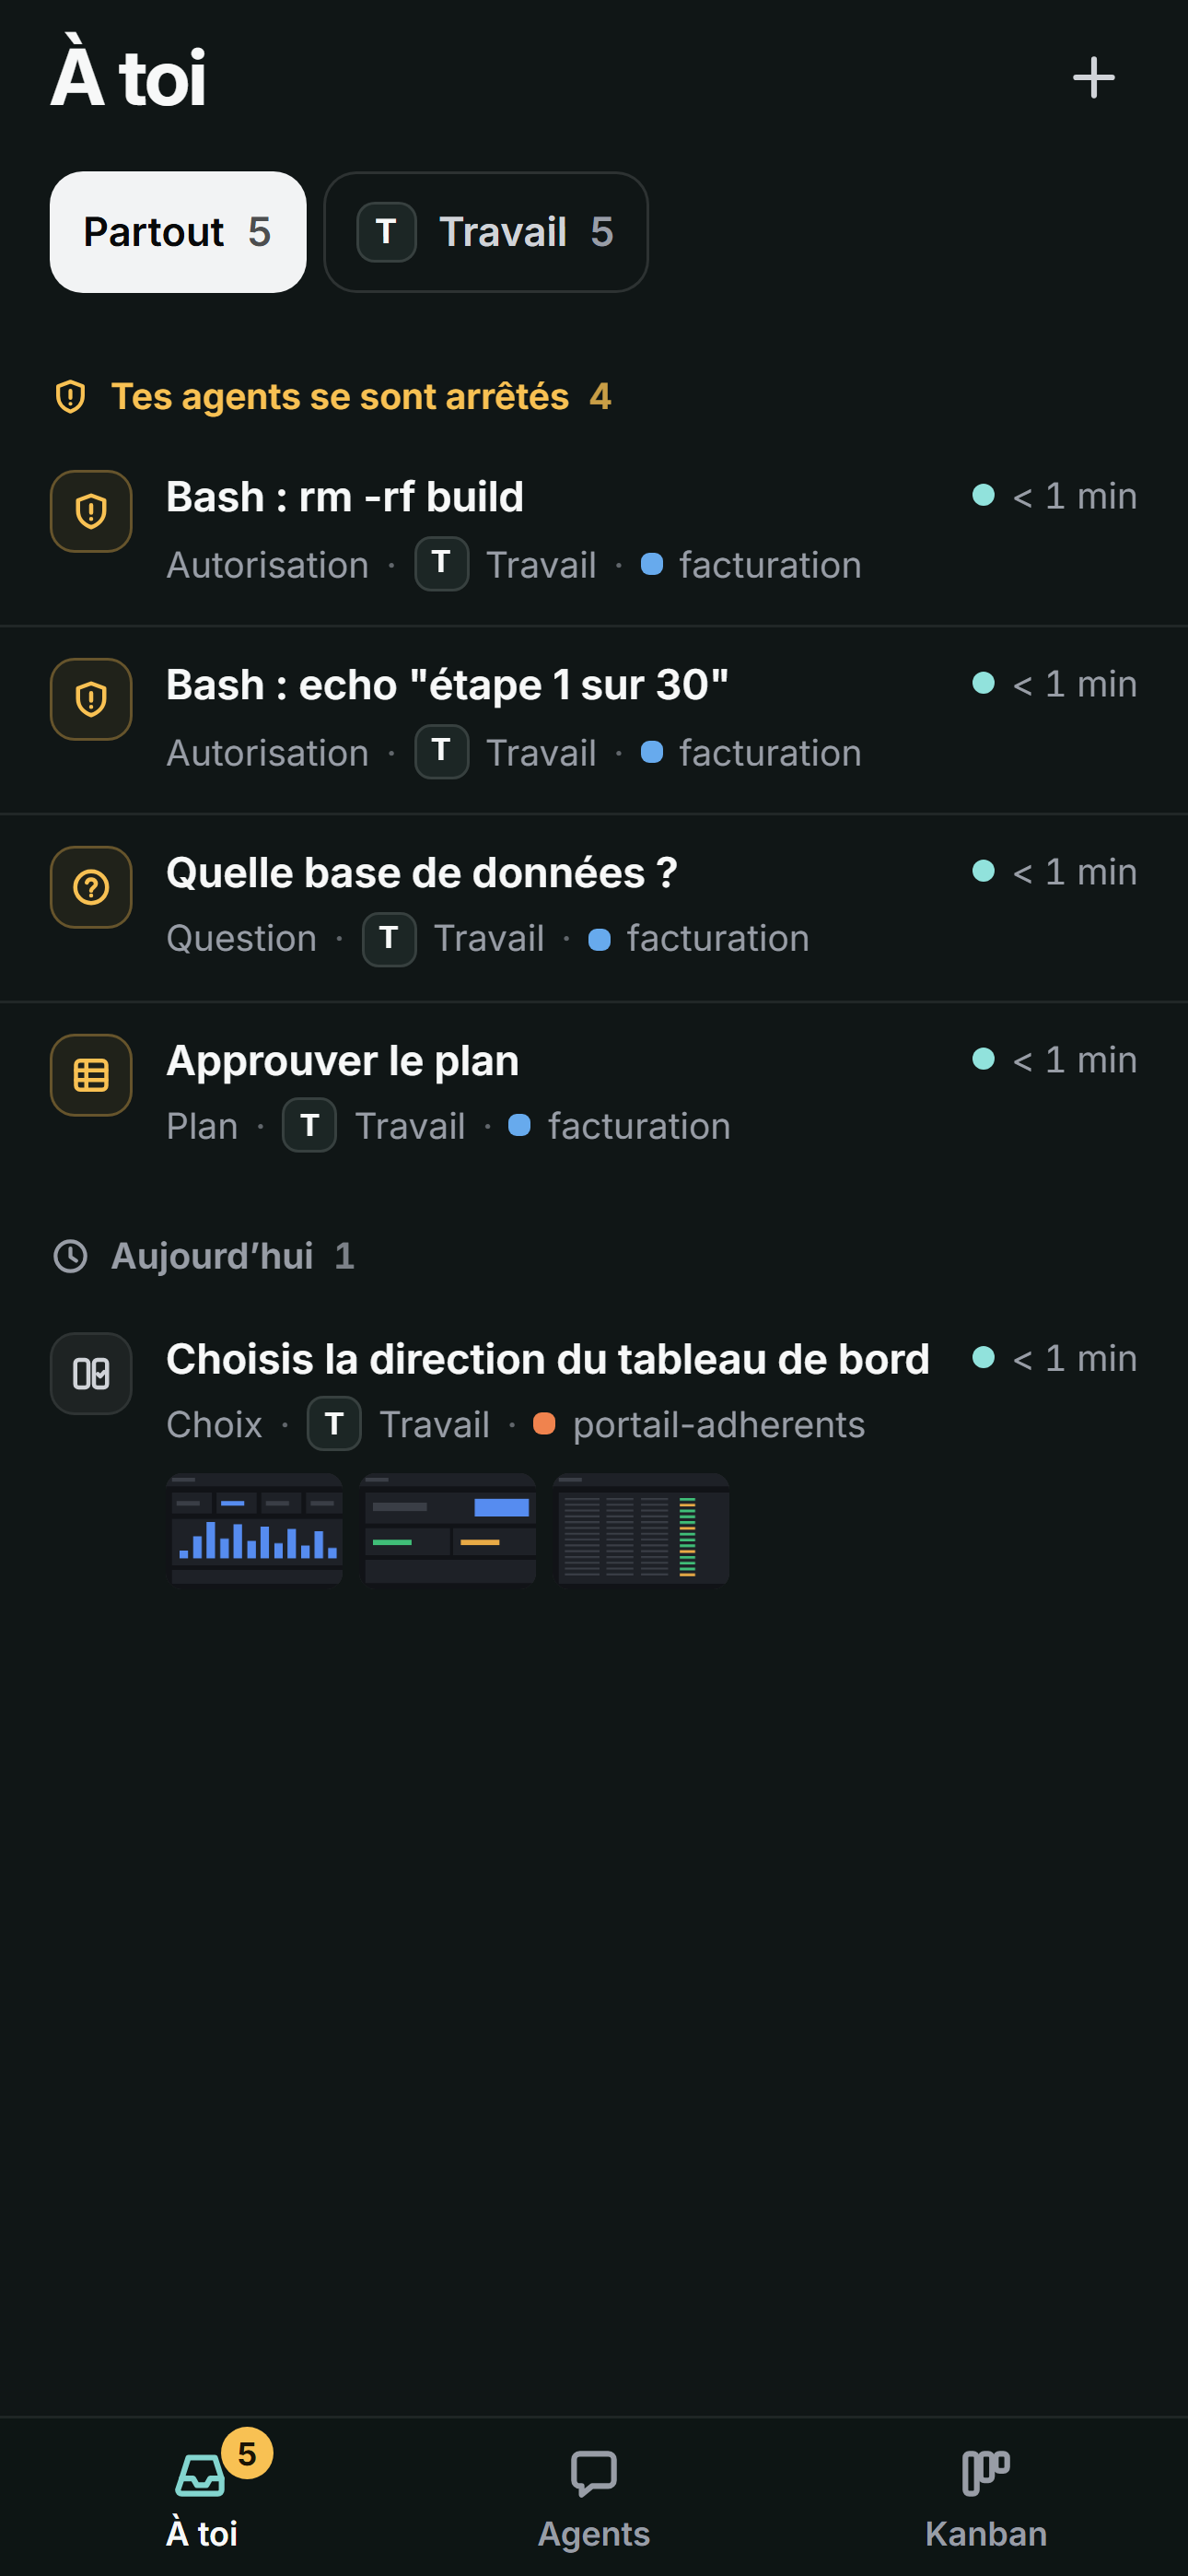 À toi
Partout 5
T Travail 5
Tes agents se sont arrêtés 4
Bash : rm -rf build
< 1 min
Autorisation · T Travail · facturation
Bash : echo "étape 1 sur 30"
< 1 min
Autorisation · T Travail · facturation
Quelle base de données ?
< 1 min
Question · T Travail · facturation
Approuver le plan
< 1 min
Plan · T Travail · facturation
Aujourd’hui 1
Choisis la direction du tableau de bord
< 1 min
Choix · T Travail · portail-adherents
5
À toi
Agents
Kanban